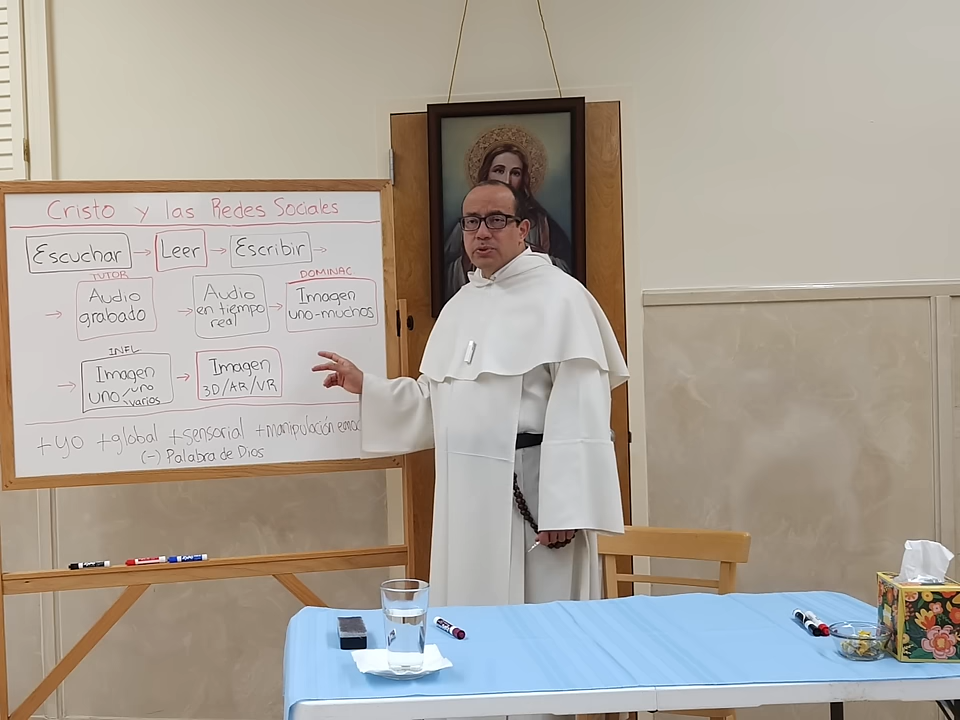 Cristo y las Redes Sociales
Escuchar → Leer → Escribir →
TUTOR
DOMINAC
→ Audio grabado → Audio en tiempo real → Imagen uno-muchos
INFL
→ Imagen uno uno varios → Imagen 3D/AR/VR
+yo +global +sensorial +manipulación
(-) Palabra de Dios